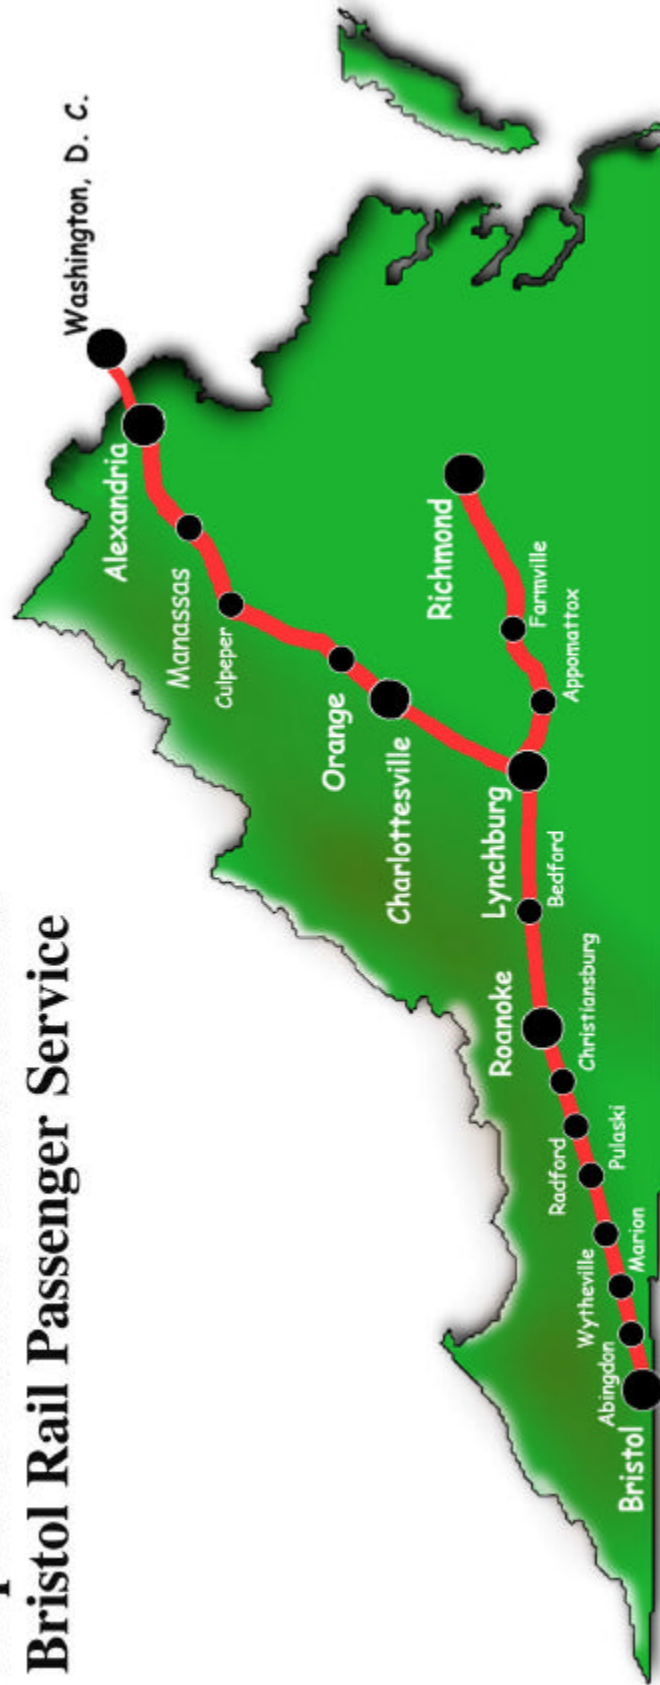 Bristol Rail Passenger Service
Washington, D. C.
Alexandria
Manassas
Culpeper
Orange
Charlottesville
Richmond
Farmville
Appomattox
Lynchburg
Bedford
Roanoke
Christiansburg
Radford
Pulaski
Wytheville
Marion
Abingdon
Bristol